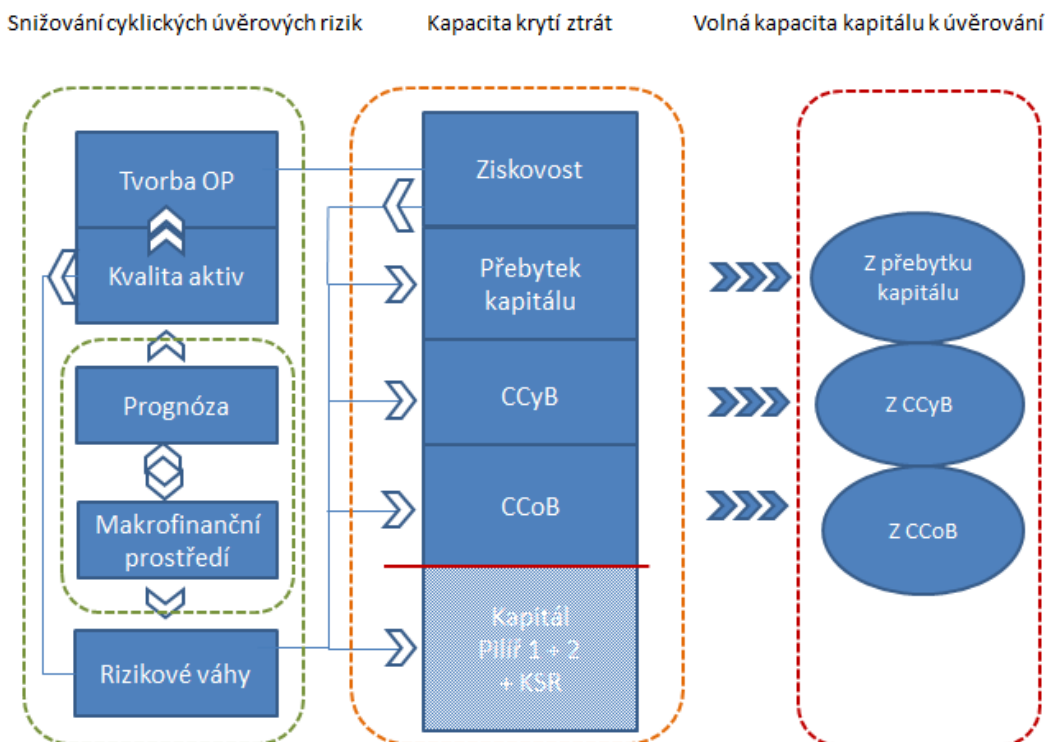 Snižování cyklických úvěrových rizik
Kapacita krytí ztrát
Volná kapacita kapitálu k úvěrování
Tvorba OP
Kvalita aktiv
Prognóza
Makrofinanční
prostředí
Rizikové váhy
Ziskovost
Přebytek
kapitálu
CCyB
CCoB
Kapitál
Pilíř 1 + 2
+ KSR
Z přebytku
kapitálu
Z CCyB
Z CCoB